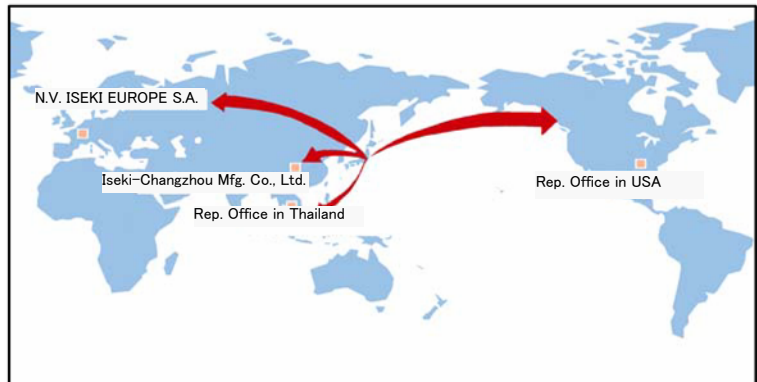 N.V. ISEKI EUROPE S.A.
Iseki-Changzhou Mfg. Co., Ltd.
Rep. Office in USA
Rep. Office in Thailand